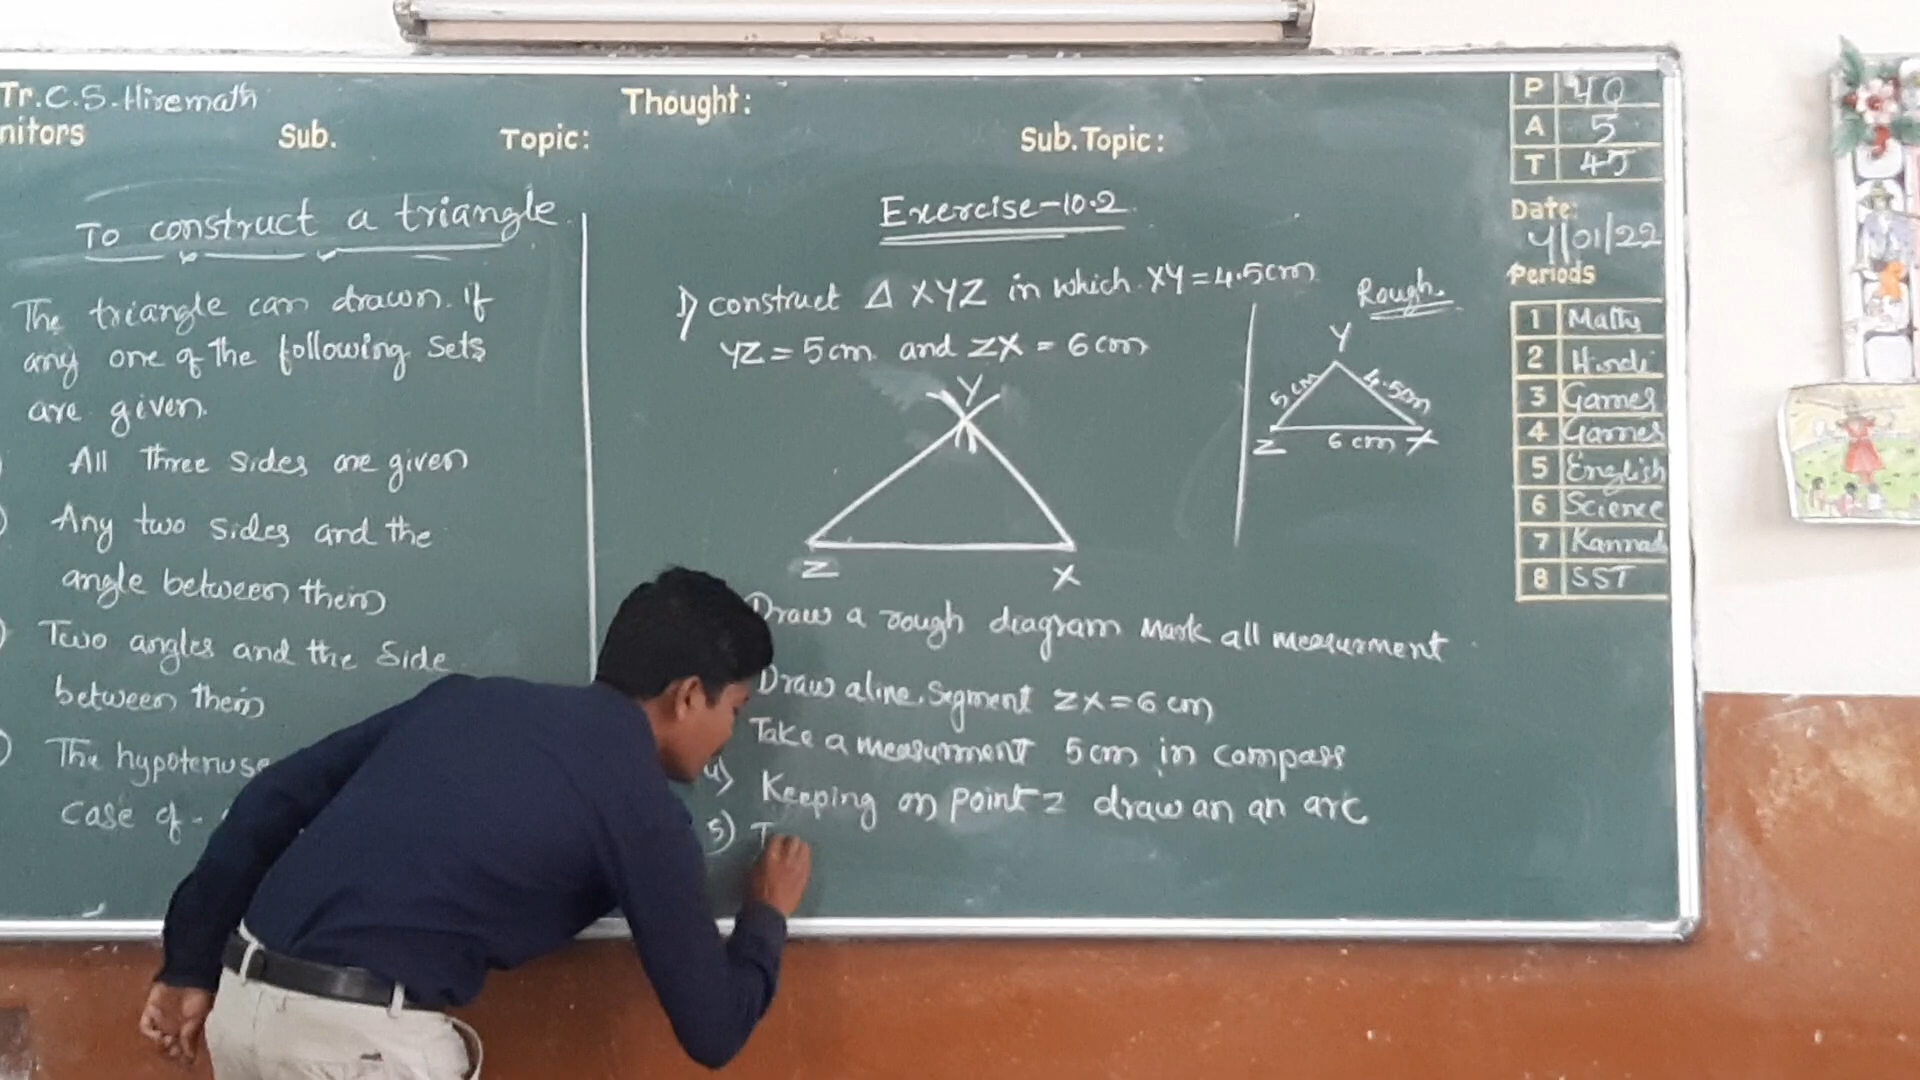 Tr. C. S. Hiremath
nitors
Sub.
Topic:
Thought:
Sub. Topic:
To construct a triangle
The triangle can drawn. if
any one of the following sets
are given.
All three sides are given
Any two sides and the
angle between them
Two angles and the side
between them
The hypotenuse
case of
Exercise-10.2
1) construct Δ XYZ in which XY = 4.5cm
YZ = 5cm and ZX = 6cm
Y
Z
X
Rough.
Y
5 cm
4.5cm
Z
6 cm
X
Draw a rough diagram Mark all measurment
Draw a line segment ZX = 6 cm
Take a measurment 5cm in compass
4) Keeping on point Z draw an an arc
5) T
P 40
A 5
T 45
Date:
4/01/22
Periods
1 Maths
2 Hindi
3 Games
4 Games
5 English
6 Science
7 Kannad
8 SST